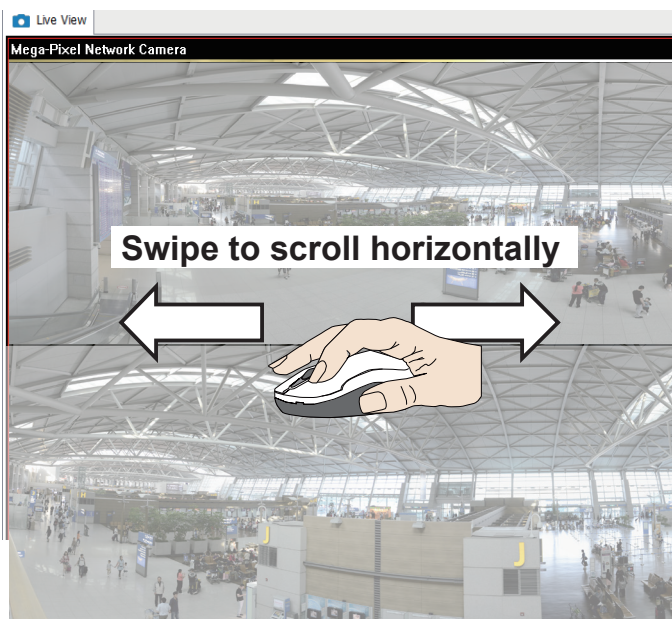 Live View
Mega-Pixel Network Camera
Swipe to scroll horizontally
J
J